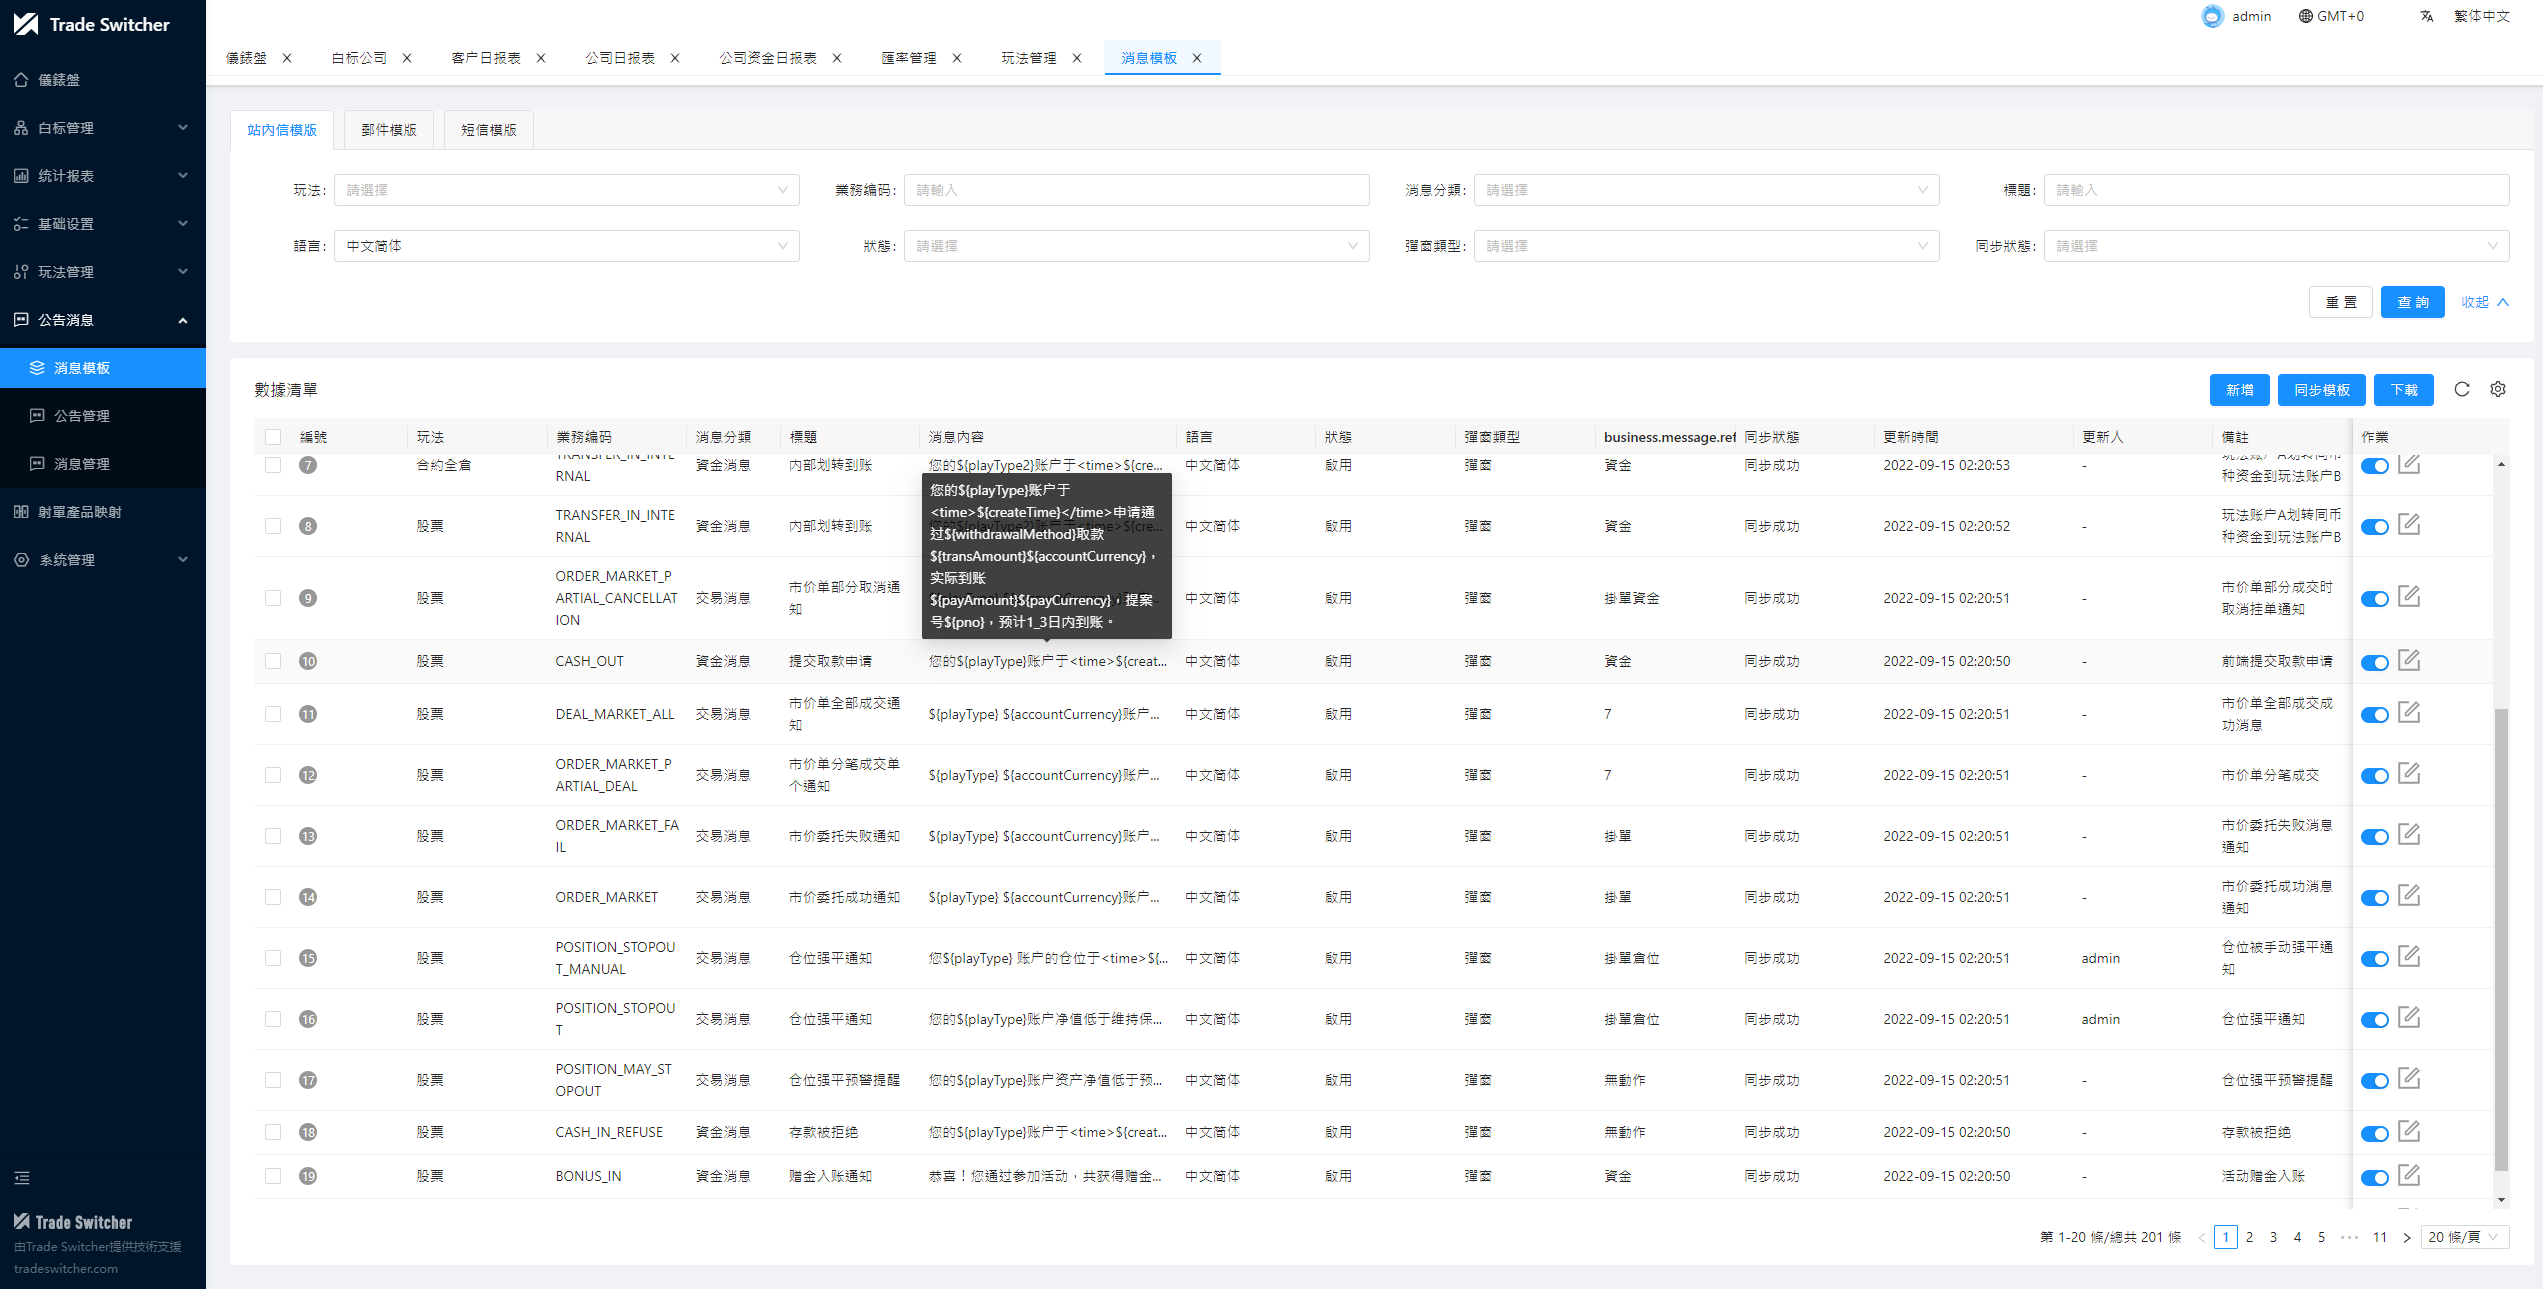 Trade Switcher
admin
GMT+0
繁体中文
儀錶盤
白标公司
客户日报表
公司日报表
公司资金日报表
匯率管理
玩法管理
消息模板
儀錶盤
白标管理
统计报表
基础设置
玩法管理
公告消息
消息模板
公告管理
消息管理
射單產品映射
系统管理
Trade Switcher
由Trade Switcher提供技術支援
tradeswitcher.com
站內信模版
郵件模版
短信模版
玩法: 請選擇
業務编码: 請輸入
消息分類: 請選擇
標題: 請輸入
語言: 中文简体
狀態: 請選擇
彈窗類型: 請選擇
同步狀態: 請選擇
重 置
查 詢
收起
數據清單
新增
同步模板
下載
編號 玩法 業務编码 消息分類 標題 消息內容 語言 狀態 彈窗類型 business.message.ref 同步狀態 更新時間 更新人 備註 作業
7 合約全倉 TRANSFER_IN_INTE 資金消息 内部划转到账 您的${playType2}账户于<time>${cre... 中文简体 啟用 彈窗 資金 同步成功 2022-09-15 02:20:53 - 玩法账户A划转同币
RNAL 种资金到玩法账户B
您的${playType}账户于
<time>${createTime}</time>申请通
过${withdrawalMethod}取款
${transAmount}${accountCurrency}，
实际到账
${payAmount}${payCurrency}，提案
号${pno}，预计1_3日内到账。
8 股票 TRANSFER_IN_INTE 資金消息 内部划转到账 中文简体 啟用 彈窗 資金 同步成功 2022-09-15 02:20:52 - 玩法账户A划转同币
RNAL 种资金到玩法账户B
9 股票 ORDER_MARKET_P 交易消息 市价单部分取消通 中文简体 啟用 彈窗 掛單資金 同步成功 2022-09-15 02:20:51 - 市价单部分成交时
ARTIAL_CANCELLAT 知 取消挂单通知
ION
10 股票 CASH_OUT 資金消息 提交取款申请 您的${playType}账户于<time>${creat... 中文简体 啟用 彈窗 資金 同步成功 2022-09-15 02:20:50 - 前端提交取款申请
11 股票 DEAL_MARKET_ALL 交易消息 市价单全部成交通 ${playType} ${accountCurrency}账户... 中文简体 啟用 彈窗 7 同步成功 2022-09-15 02:20:51 - 市价单全部成交成
知 功消息
12 股票 ORDER_MARKET_P 交易消息 市价单分笔成交单 ${playType} ${accountCurrency}账户... 中文简体 啟用 彈窗 7 同步成功 2022-09-15 02:20:51 - 市价单分笔成交
ARTIAL_DEAL 个通知
13 股票 ORDER_MARKET_FA 交易消息 市价委托失败通知 ${playType} ${accountCurrency}账户... 中文简体 啟用 彈窗 掛單 同步成功 2022-09-15 02:20:51 - 市价委托失败消息
IL 通知
14 股票 ORDER_MARKET 交易消息 市价委托成功通知 ${playType} ${accountCurrency}账户... 中文简体 啟用 彈窗 掛單 同步成功 2022-09-15 02:20:51 - 市价委托成功消息
通知
15 股票 POSITION_STOPOU 交易消息 仓位强平通知 您${playType} 账户的仓位于<time>${... 中文简体 啟用 彈窗 掛單倉位 同步成功 2022-09-15 02:20:51 admin 仓位被手动强平通
T_MANUAL 知
16 股票 POSITION_STOPOU 交易消息 仓位强平通知 您的${playType}账户净值低于维持保... 中文简体 啟用 彈窗 掛單倉位 同步成功 2022-09-15 02:20:51 admin 仓位强平通知
T
17 股票 POSITION_MAY_ST 交易消息 仓位强平预警提醒 您的${playType}账户资产净值低于预... 中文简体 啟用 彈窗 無動作 同步成功 2022-09-15 02:20:51 - 仓位强平预警提醒
OPOUT
18 股票 CASH_IN_REFUSE 資金消息 存款被拒绝 您的${playType}账户于<time>${creat... 中文简体 啟用 彈窗 無動作 同步成功 2022-09-15 02:20:50 - 存款被拒绝
19 股票 BONUS_IN 資金消息 赠金入账通知 恭喜！您通过参加活动，共获得赠金... 中文简体 啟用 彈窗 資金 同步成功 2022-09-15 02:20:50 - 活动赠金入账
第 1-20 條/總共 201 條 1 2 3 4 5 ••• 11 20 條/頁